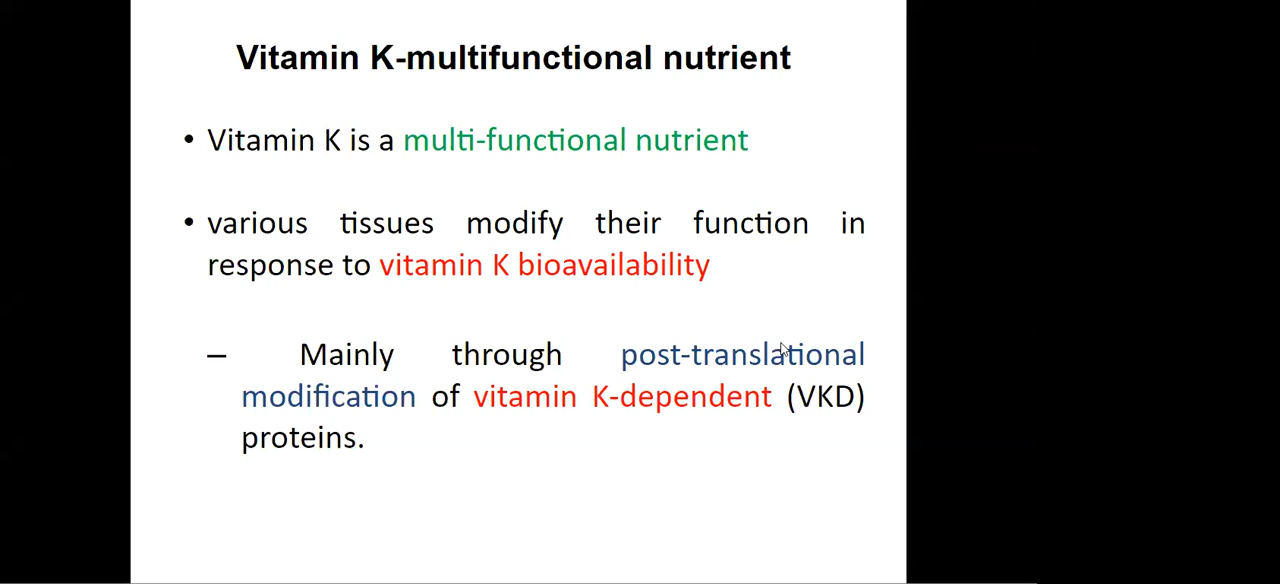 Vitamin K-multifunctional nutrient
• Vitamin K is a multi-functional nutrient
• various tissues modify their function in
response to vitamin K bioavailability
– Mainly through post-translational
modification of vitamin K-dependent (VKD)
proteins.